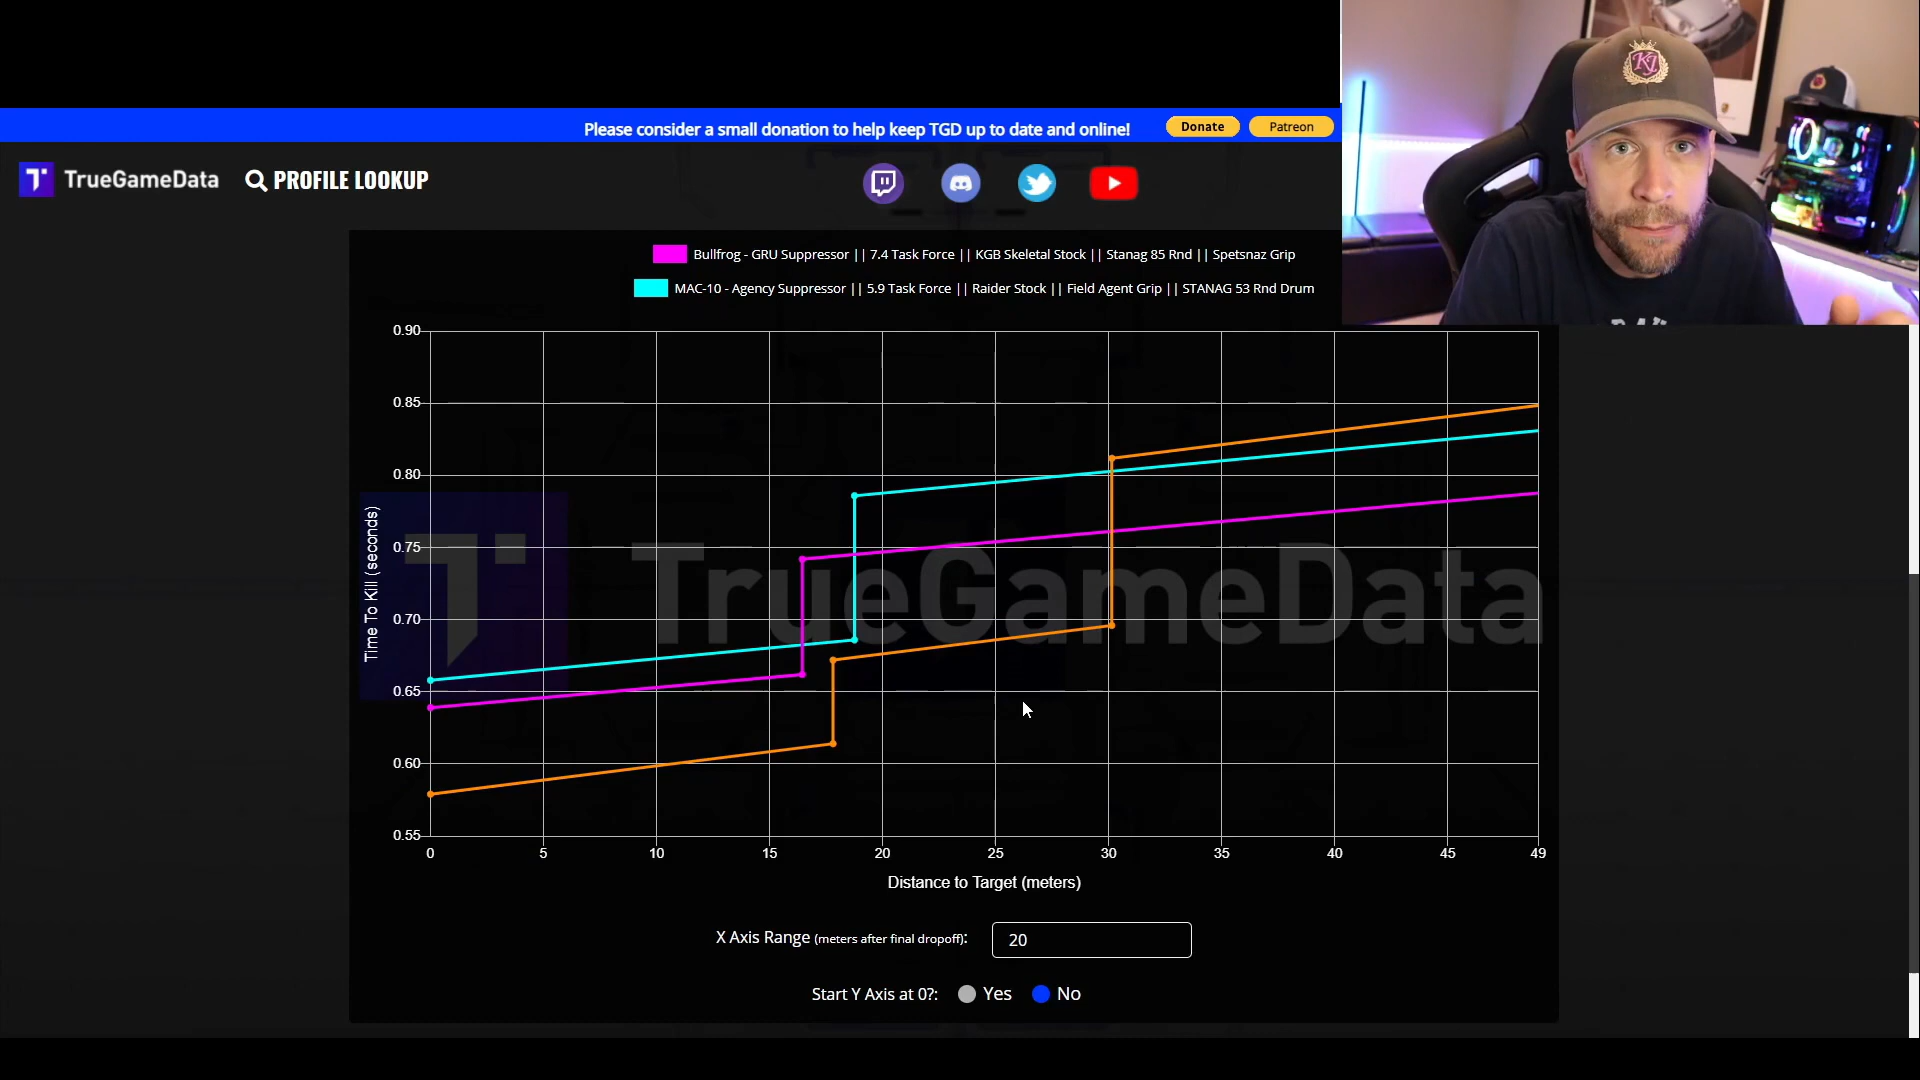 Please consider a small donation to help keep TGD up to date and online!
Donate
Patreon
TrueGameData
PROFILE LOOKUP
KJ
Bullfrog - GRU Suppressor || 7.4 Task Force || KGB Skeletal Stock || Stanag 85 Rnd || Spetsnaz Grip
MAC-10 - Agency Suppressor || 5.9 Task Force || Raider Stock || Field Agent Grip || STANAG 53 Rnd Drum
0.90
0.85
0.80
0.75
0.70
0.65
0.60
0.55
Time To Kill (seconds)
TrueGameData
0
5
10
15
20
25
30
35
40
45
49
Distance to Target (meters)
X Axis Range (meters after final dropoff):
20
Start Y Axis at 0?:
Yes
No